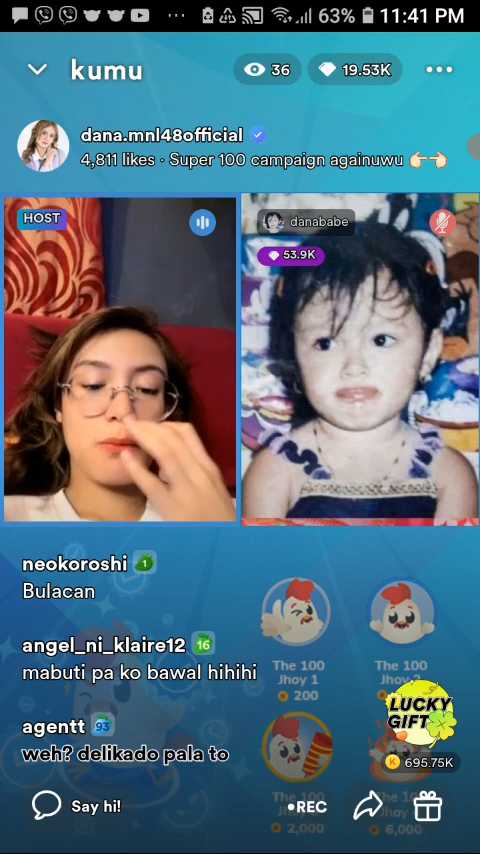 63% 11:41 PM
kumu
36
19.53K
dana.mnl48official
4,811 likes · Super 100 campaign againuwu 👉🏻👈🏻
HOST
danababe
53.9K
neokoroshi 1
Bulacan
angel_ni_klaire12 16
mabuti pa ko bawal hihihi
agentt 93
weh? delikado pala to
The 100
Jhoy 1
200
The 100
LUCKY
GIFT
K 695.75K
2,000
6,000
Say hi!
•REC